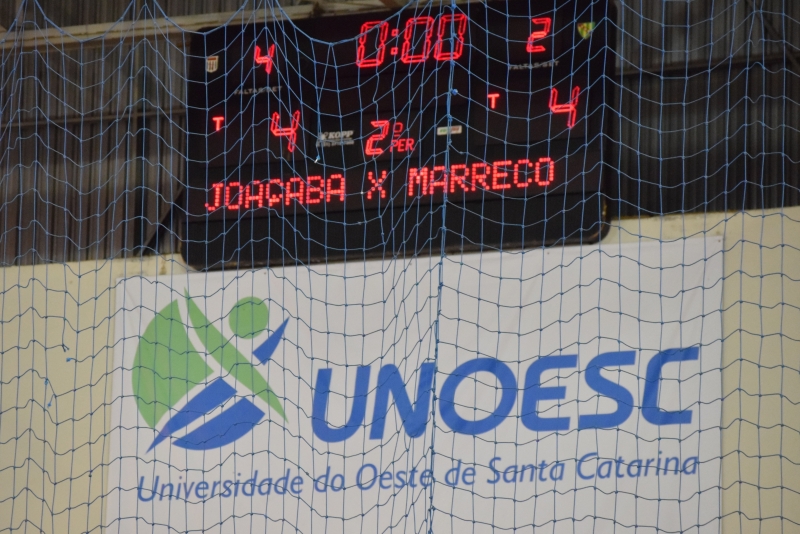 4 0:00 2
T 4 2º PER T 4
JOAÇABA X MARRECO
UNOESC
Universidade do Oeste de Santa Catarina